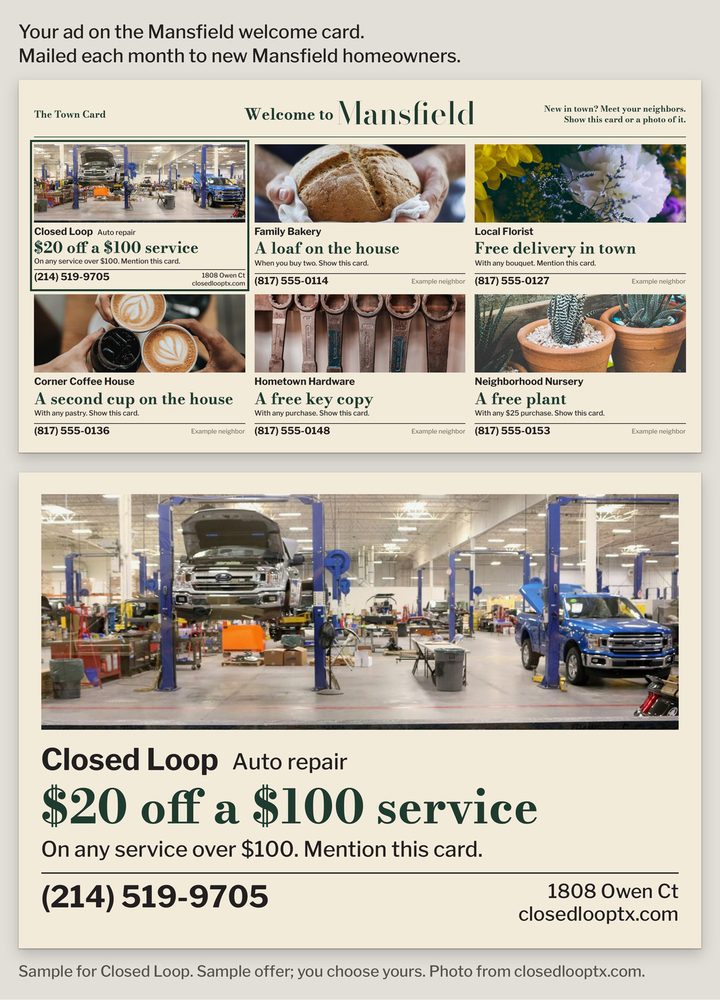 Your ad on the Mansfield welcome card.
Mailed each month to new Mansfield homeowners.
The Town Card
Welcome to Mansfield
New in town? Meet your neighbors.
Show this card or a photo of it.
Closed Loop Auto repair
$20 off a $100 service
On any service over $100. Mention this card.
(214) 519-9705
1808 Owen Ct
closedlooptx.com
Family Bakery
A loaf on the house
When you buy two. Show this card.
(817) 555-0114
Example neighbor
Local Florist
Free delivery in town
With any bouquet. Mention this card.
(817) 555-0127
Example neighbor
Corner Coffee House
A second cup on the house
With any pastry. Show this card.
(817) 555-0136
Example neighbor
Hometown Hardware
A free key copy
With any purchase. Show this card.
(817) 555-0148
Example neighbor
Neighborhood Nursery
A free plant
With any $25 purchase. Show this card.
(817) 555-0153
Example neighbor
Closed Loop Auto repair
$20 off a $100 service
On any service over $100. Mention this card.
(214) 519-9705
1808 Owen Ct
closedlooptx.com
Sample for Closed Loop. Sample offer; you choose yours. Photo from closedlooptx.com.